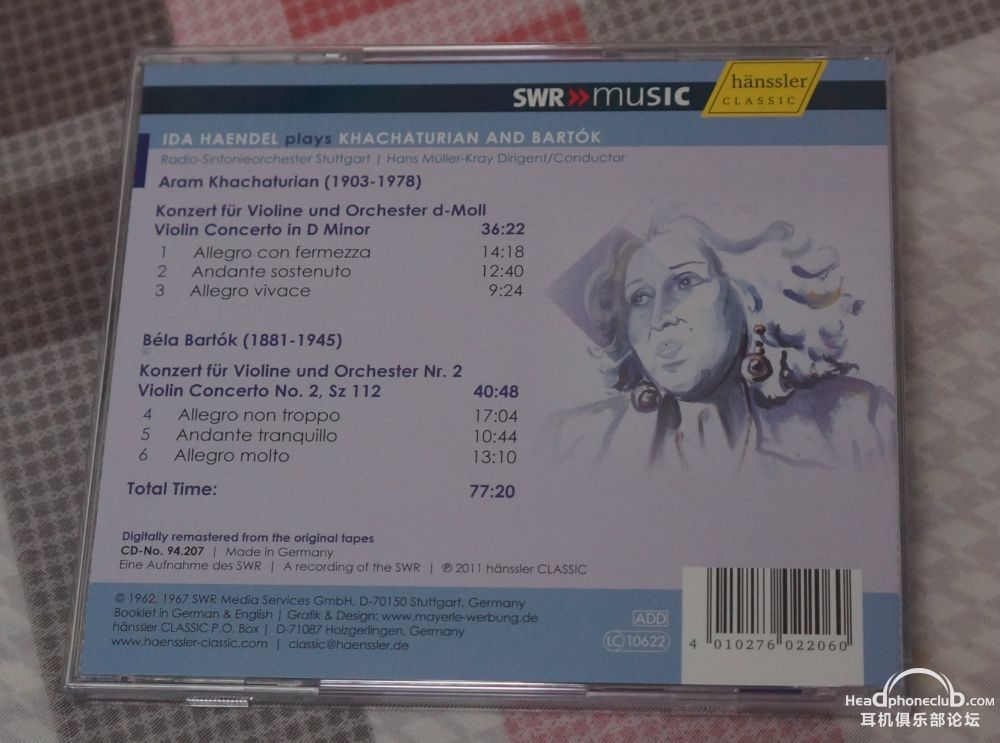 SWR»music
hänssler
CLASSIC
IDA HAENDEL plays KHACHATURIAN AND BARTÓK
Radio-Sinfonieorchester Stuttgart | Hans Müller-Kray Dirigent/Conductor
Aram Khachaturian (1903-1978)
Konzert für Violine und Orchester d-Moll
Violin Concerto in D Minor 36:22
1 Allegro con fermezza 14:18
2 Andante sostenuto 12:40
3 Allegro vivace 9:24
Béla Bartók (1881-1945)
Konzert für Violine und Orchester Nr. 2
Violin Concerto No. 2, Sz 112 40:48
4 Allegro non troppo 17:04
5 Andante tranquillo 10:44
6 Allegro molto 13:10
Total Time: 77:20
Digitally remastered from the original tapes
CD-No. 94.207 | Made in Germany
Eine Aufnahme des SWR | A recording of the SWR | ℗ 2011 hänssler CLASSIC
© 1962, 1967 SWR Media Services GmbH, D-70150 Stuttgart, Germany
Booklet in German & English | Grafik & Design: www.mayerle-werbung.de
hänssler CLASSIC P.O. Box | D-71087 Holzgerlingen, Germany
www.haenssler-classic.com | classic@haenssler.de
ADD
LC 10622
4 010276 022060
Headphoneclub.com
耳机俱乐部论坛